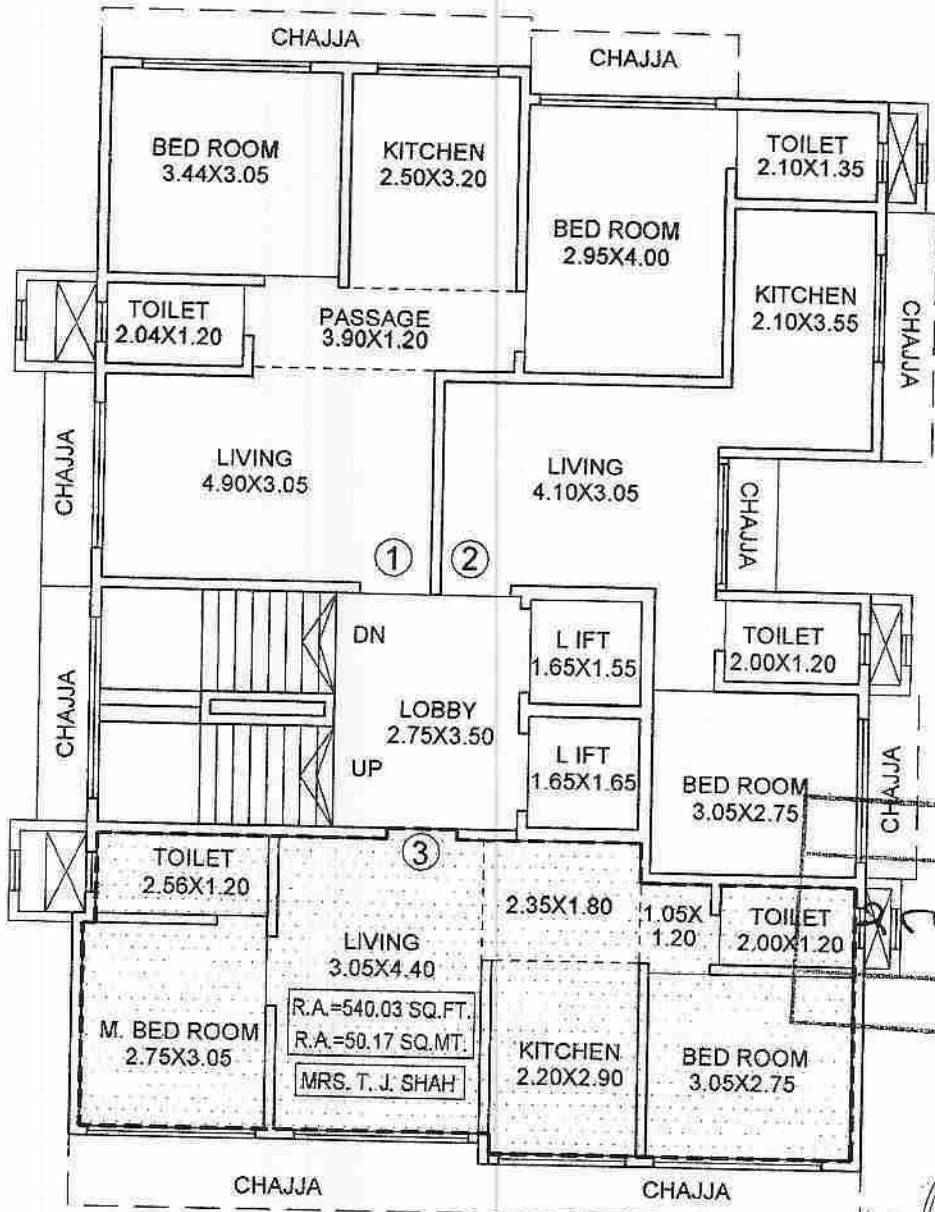 CHAJJA
CHAJJA
BED ROOM
3.44X3.05
KITCHEN
2.50X3.20
TOILET
2.10X1.35
BED ROOM
2.95X4.00
KITCHEN
2.10X3.55
TOILET
2.04X1.20
PASSAGE
3.90X1.20
CHAJJA
CHAJJA
LIVING
4.90X3.05
LIVING
4.10X3.05
CHAJJA
1
2
DN
L IFT
1.65X1.55
TOILET
2.00X1.20
CHAJJA
LOBBY
2.75X3.50
UP
L IFT
1.65X1.65
BED ROOM
3.05X2.75
CHAJJA
3
TOILET
2.56X1.20
2.35X1.80
1.05X
1.20
TOILET
2.00X1.20
LIVING
3.05X4.40
R.A.=540.03 SQ.FT.
R.A.=50.17 SQ.MT.
MRS. T. J. SHAH
M. BED ROOM
2.75X3.05
KITCHEN
2.20X2.90
BED ROOM
3.05X2.75
CHAJJA
CHAJJA